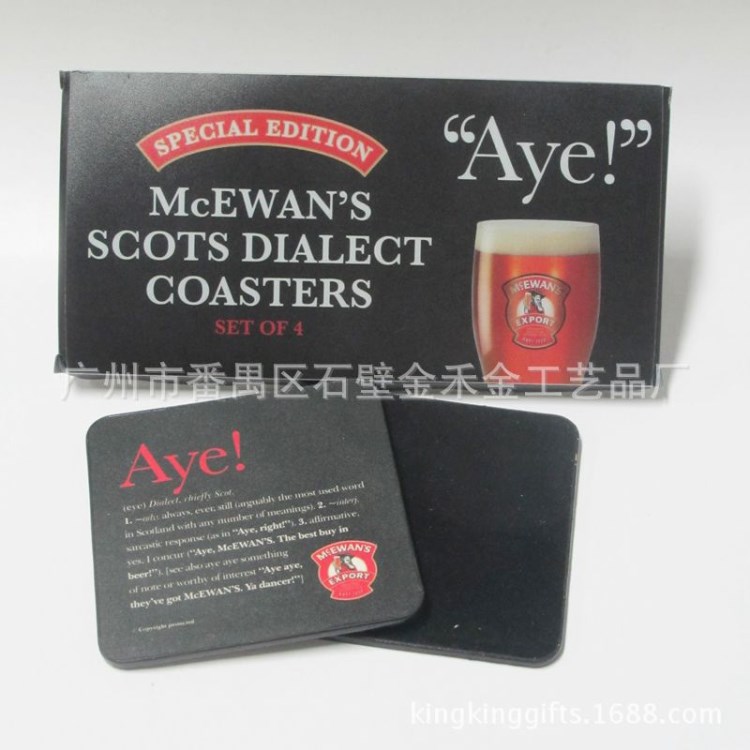 SPECIAL EDITION
McEWAN'S
SCOTS DIALECT
COASTERS
SET OF 4
“Aye!”
McEWAN'S
EXPORT
广州市番禺区石壁金禾金工艺品厂
Aye!
(eye) Dialect, chiefly Scot.
1. ~adv. always, ever, still (arguably the most used word
in Scotland with any number of meanings). 2. ~interj.
sarcastic response (as in “Aye, right!”). 3. affirmative,
yes, I concur (“Aye, McEWAN'S. The best buy in
beer!”). [see also aye aye something
of note or worthy of interest “Aye aye,
they've got McEWAN'S. Ya dancer!”]
McEWAN'S
EXPORT
© Copyright protected
kingkinggifts.1688.com